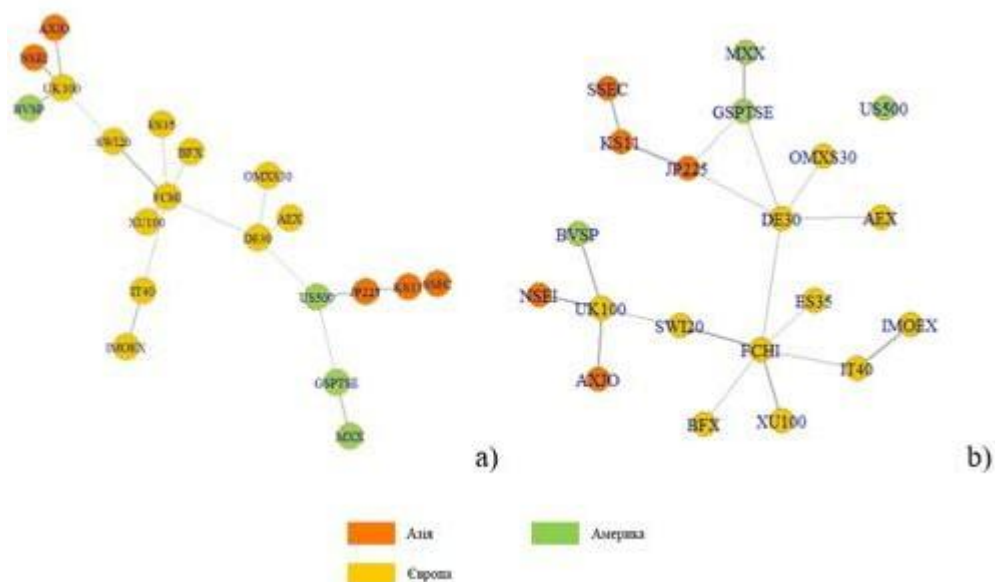 AXJO
NSEI
UK100
BVSP
SWI20
ES35
BFX
FCHI
XU100
OMXS30
AEX
DE30
IT40
US500
JP225
KS11
SSEC
IMOEX
GSPTSE
MXX
a)
MXX
SSEC
GSPTSE
US500
KS11
JP225
OMXS30
DE30
AEX
BVSP
NSEI
UK100
SWI20
ES35
IMOEX
FCHI
IT40
AXJO
BFX
XU100
b)
Азія
Америка
Європа